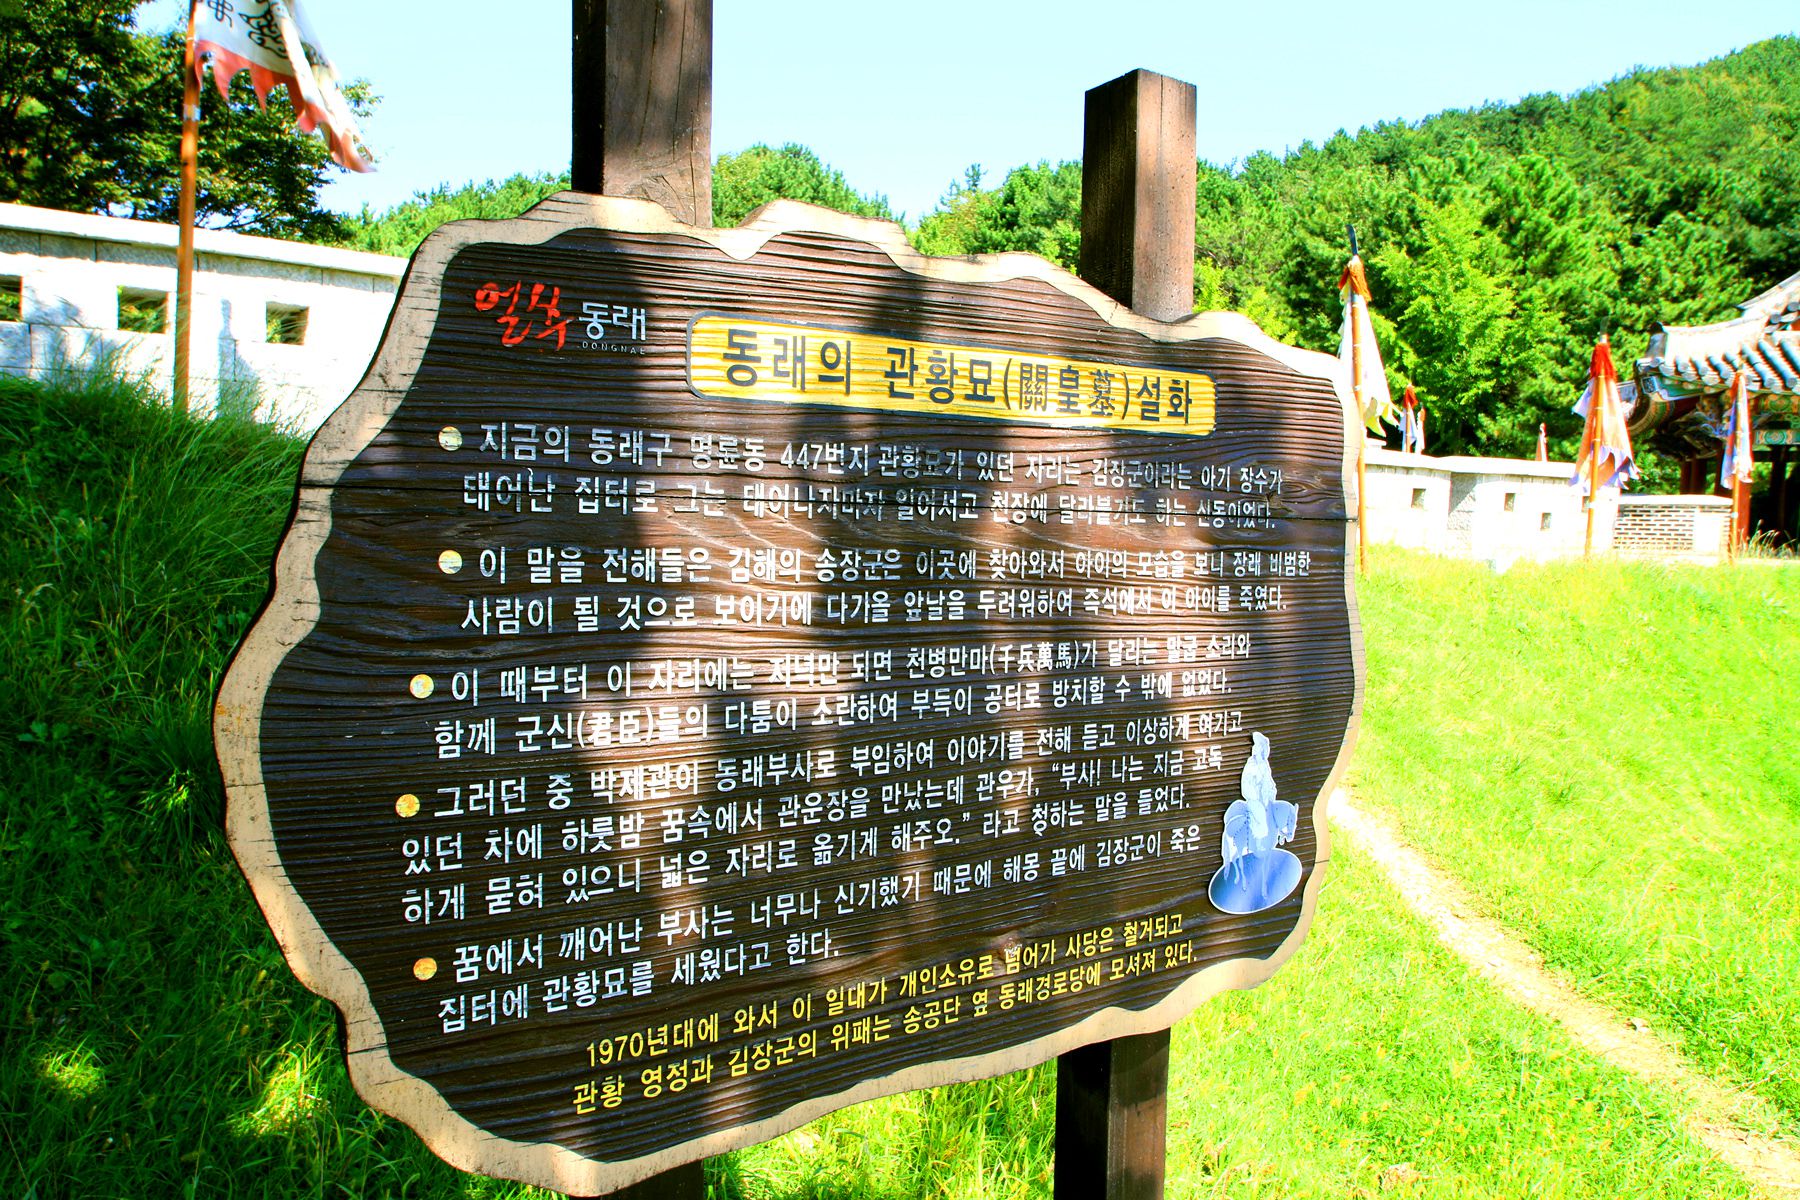 얼쑤 동래
DONGNAE
동래의 관황묘(關皇墓)설화
지금의 동래구 명륜동 447번지 관황묘가 있던 자리는 김장군이라는 아기 장수가
태어난 집터로 그는 태어나자마자 일어서고 천장에 달라붙기도 하는 신동이었다.
이 말을 전해들은 김해의 송장군은 이곳에 찾아와서 아이의 모습을 보니 장래 비범한
사람이 될 것으로 보이기에 다가올 앞날을 두려워하여 즉석에서 이 아이를 죽였다.
이 때부터 이 자리에는 저녁만 되면 천병만마(千兵萬馬)가 달리는 말굽 소리와
함께 군신(君臣)들의 다툼이 소란하여 부득이 공터로 방치할 수 밖에 없었다.
그러던 중 박제관이 동래부사로 부임하여 이야기를 전해 듣고 이상하게 여기고
있던 차에 하룻밤 꿈속에서 관운장을 만났는데 관우가, "부사! 나는 지금 고독
하게 묻혀 있으니 넓은 자리로 옮기게 해주오." 라고 청하는 말을 들었다.
꿈에서 깨어난 부사는 너무나 신기했기 때문에 해몽 끝에 김장군이 죽은
집터에 관황묘를 세웠다고 한다.
1970년대에 와서 이 일대가 개인소유로 넘어가 사당은 철거되고
관황 영정과 김장군의 위패는 송공단 옆 동래경로당에 모셔져 있다.